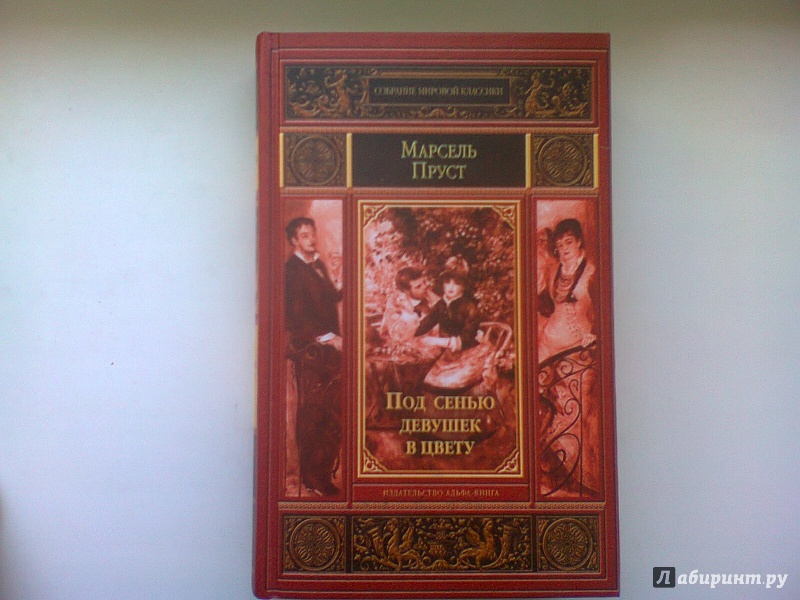 СОБРАНИЕ МИРОВОЙ КЛАССИКИ
МАРСЕЛЬ
ПРУСТ
ПОД СЕНЬЮ
ДЕВУШЕК
В ЦВЕТУ
ИЗДАТЕЛЬСТВО АЛЬФА-КНИГА
Лабиринт.ру